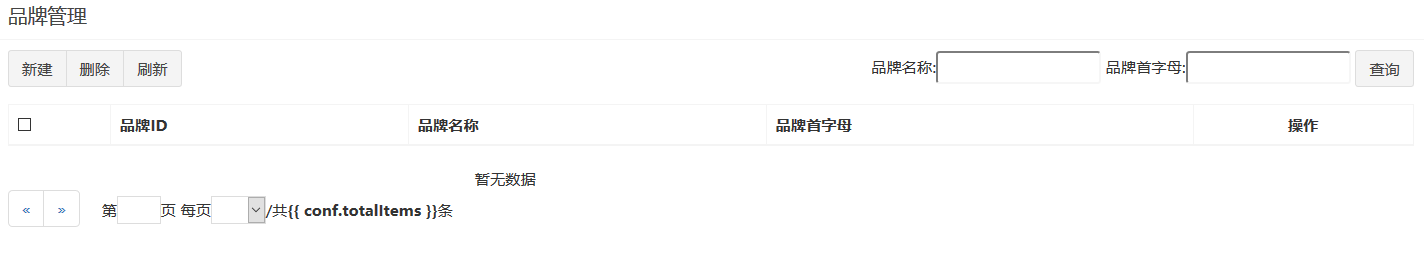 品牌管理
新建 删除 刷新 品牌名称: 品牌首字母: 查询
品牌ID 品牌名称 品牌首字母 操作
暂无数据
« » 第 页 每页 /共{{ conf.totalItems }}条